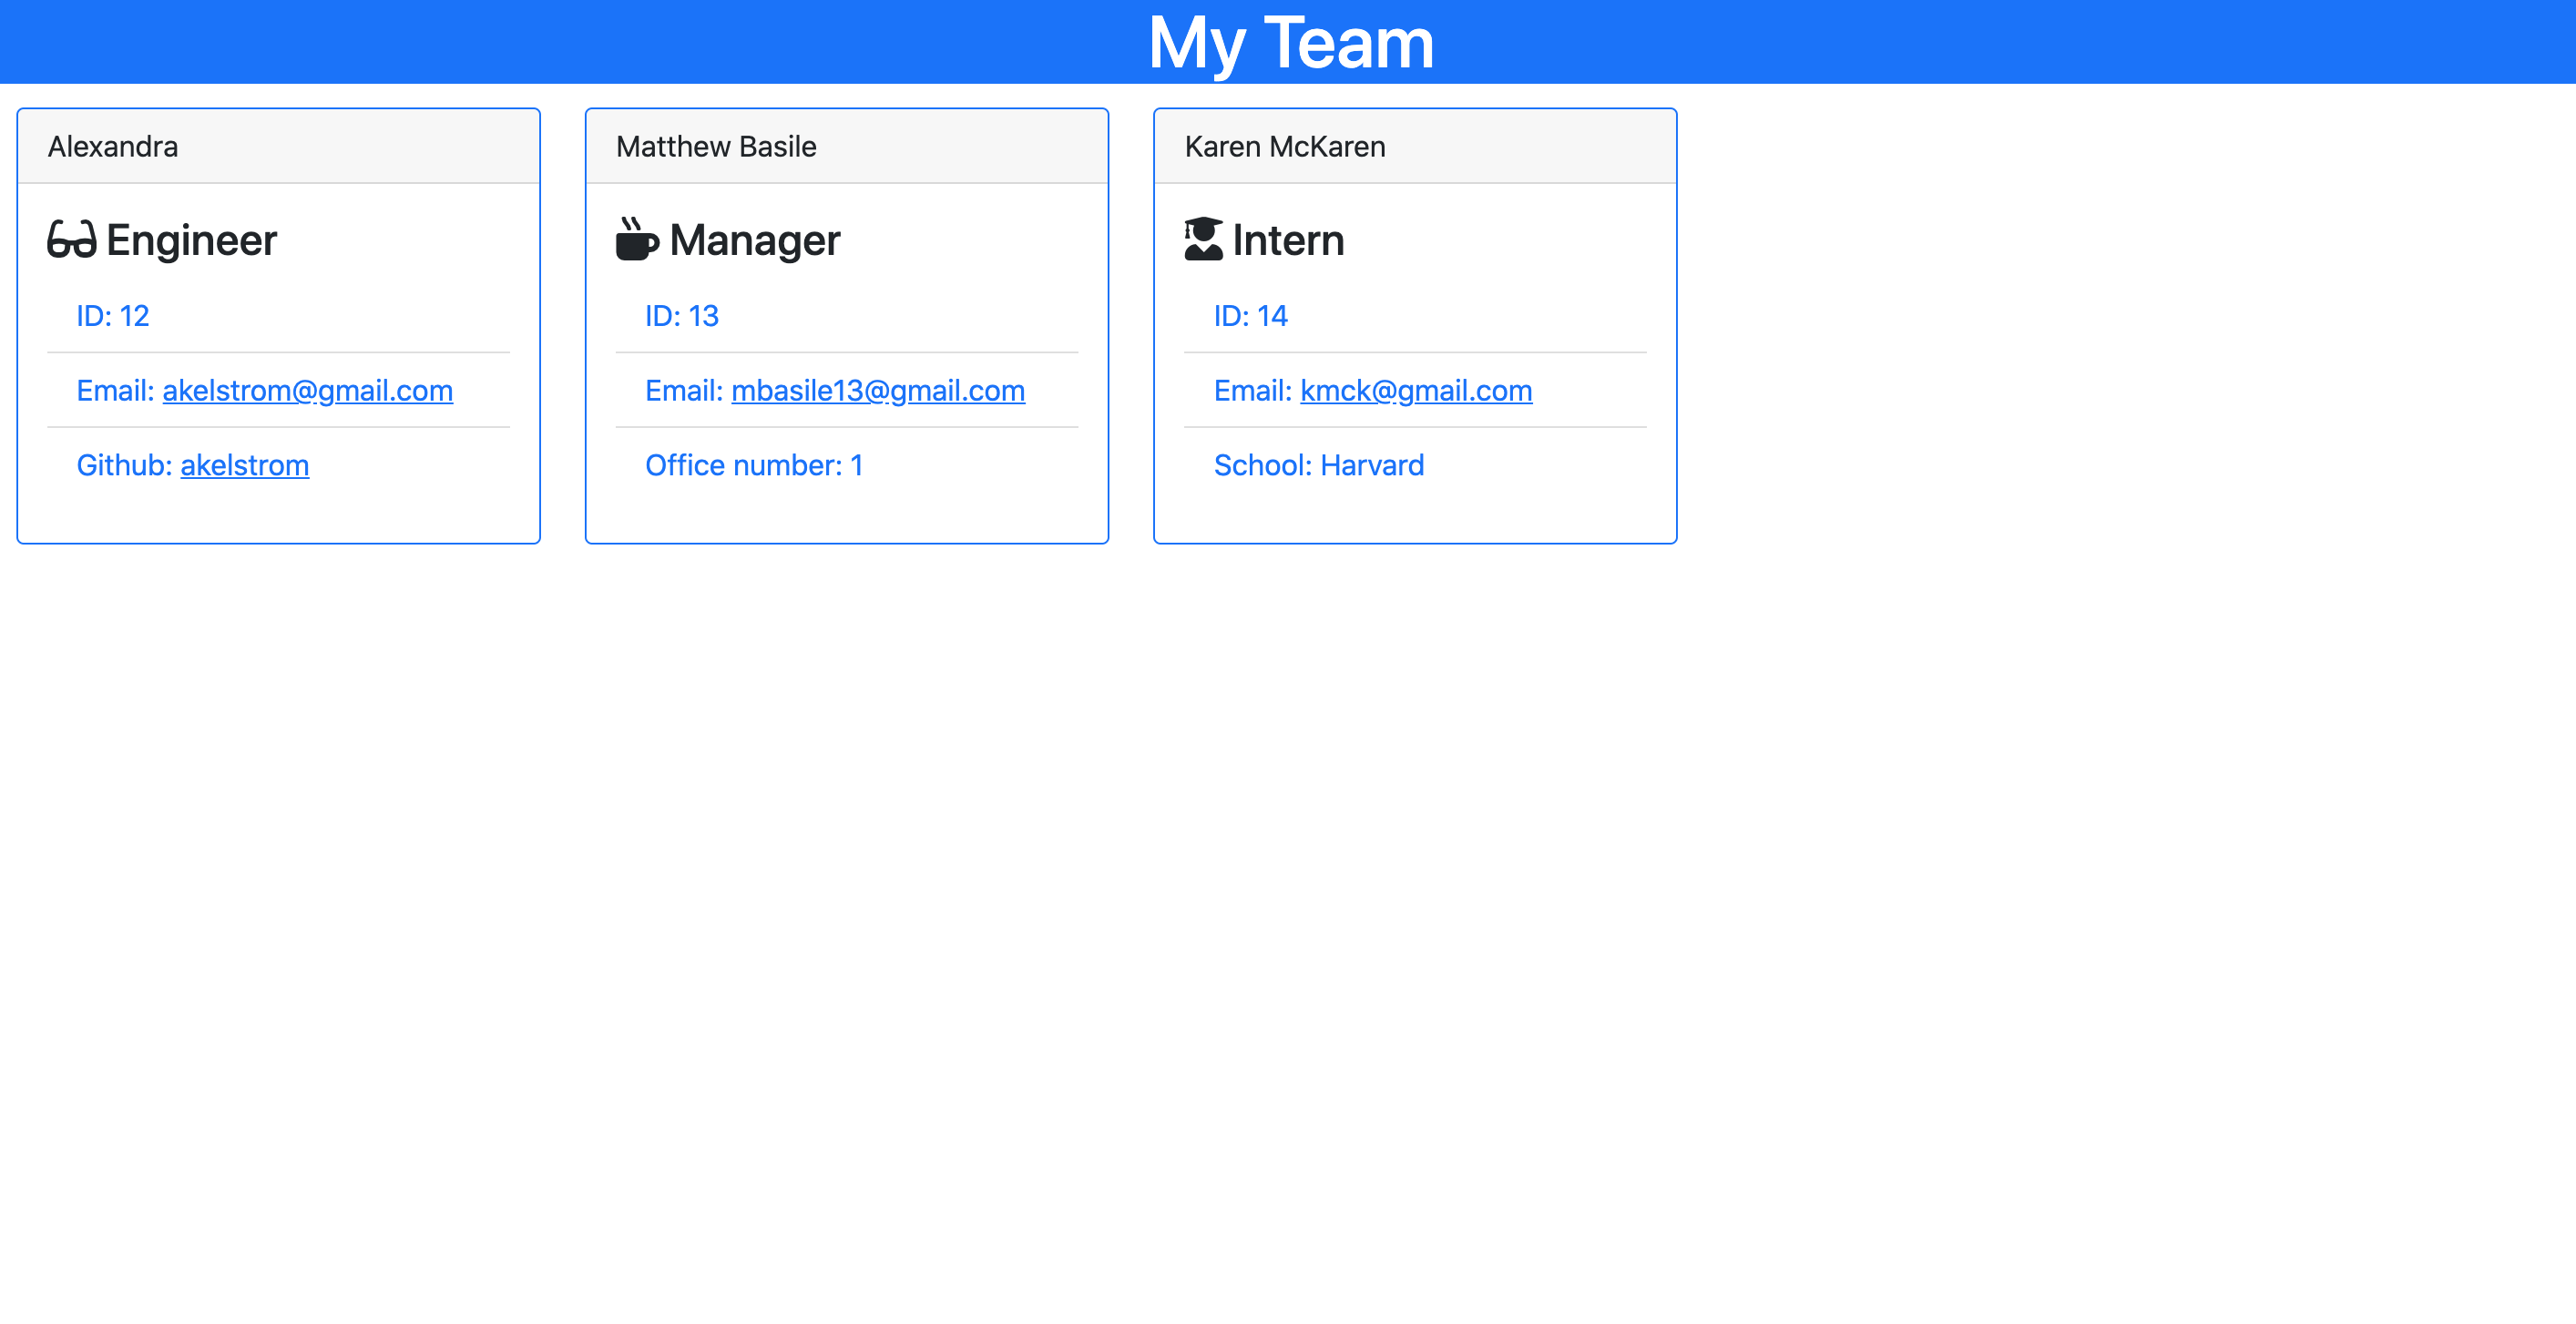 My Team
Alexandra
Engineer
ID: 12
Email: akelstrom@gmail.com
Github: akelstrom
Matthew Basile
Manager
ID: 13
Email: mbasile13@gmail.com
Office number: 1
Karen McKaren
Intern
ID: 14
Email: kmck@gmail.com
School: Harvard